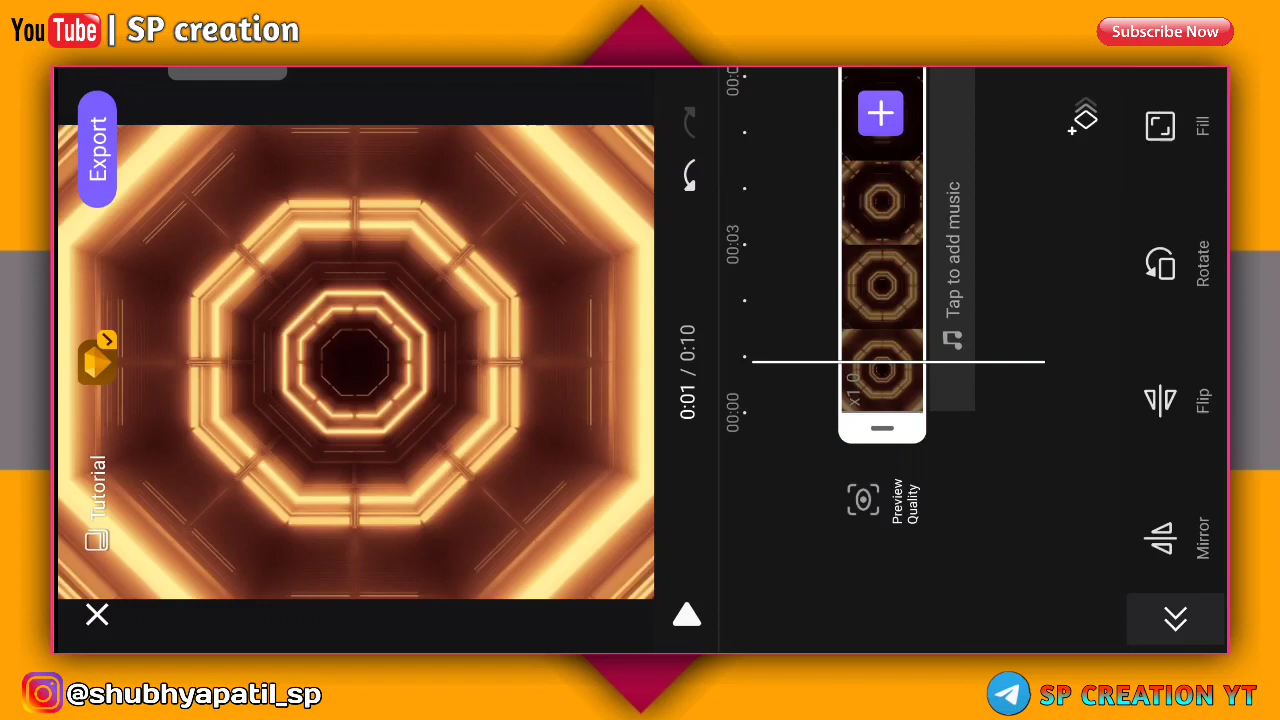 YouTube | SP creation
Subscribe Now
Export
Tutorial
0:01 / 0:10
00:00
00:03
x1.0
Tap to add music
Preview
Quality
Fill
Rotate
Flip
Mirror
@shubhyapatil_sp
SP CREATION YT